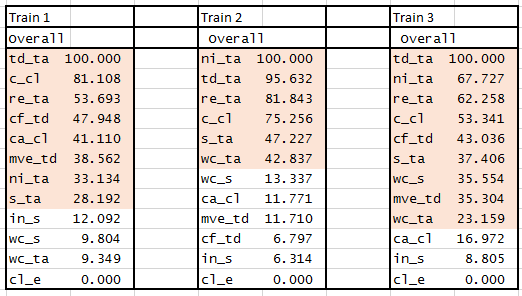 Train 1 Train 2 Train 3
Overall Overall Overall
td_ta 100.000 ni_ta 100.000 td_ta 100.000
c_cl 81.108 td_ta 95.632 ni_ta 67.727
re_ta 53.693 re_ta 81.843 re_ta 62.258
cf_td 47.948 c_cl 75.256 c_cl 53.341
ca_cl 41.110 s_ta 47.227 cf_td 43.036
mve_td 38.562 wc_ta 42.837 s_ta 37.406
ni_ta 33.134 wc_s 13.337 wc_s 35.554
s_ta 28.192 ca_cl 11.771 mve_td 35.304
in_s 12.092 mve_td 11.710 wc_ta 23.159
wc_s 9.804 cf_td 6.797 ca_cl 16.972
wc_ta 9.349 in_s 6.314 in_s 8.805
cl_e 0.000 cl_e 0.000 cl_e 0.000